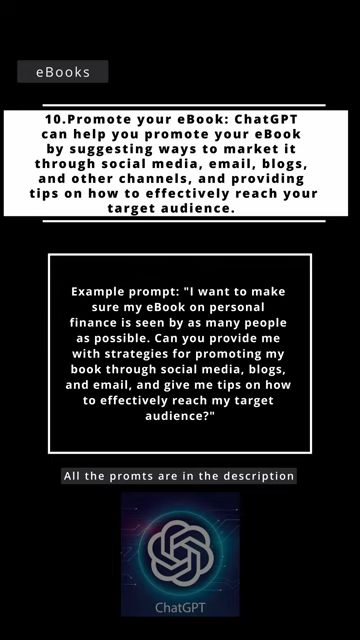 eBooks
10.Promote your eBook: ChatGPT
can help you promote your eBook
by suggesting ways to market it
through social media, email, blogs,
and other channels, and providing
tips on how to effectively reach your
target audience.
Example prompt: "I want to make
sure my eBook on personal
finance is seen by as many people
as possible. Can you provide me
with strategies for promoting my
book through social media, blogs,
and email, and give me tips on how
to effectively reach my target
audience?"
All the promts are in the description
ChatGPT